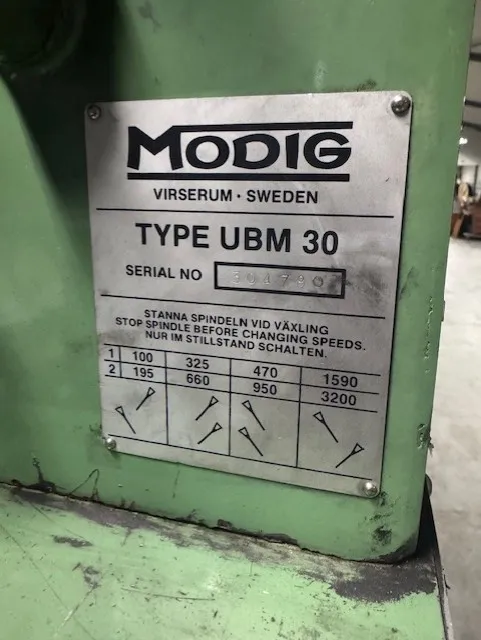 MODIG
VIRSERUM · SWEDEN
TYPE UBM 30
SERIAL NO
STANNA SPINDELN VID VÄXLING
STOP SPINDLE BEFORE CHANGING SPEEDS.
NUR IM STILLSTAND SCHALTEN.
1 100 325 470 1590
2 195 660 950 3200